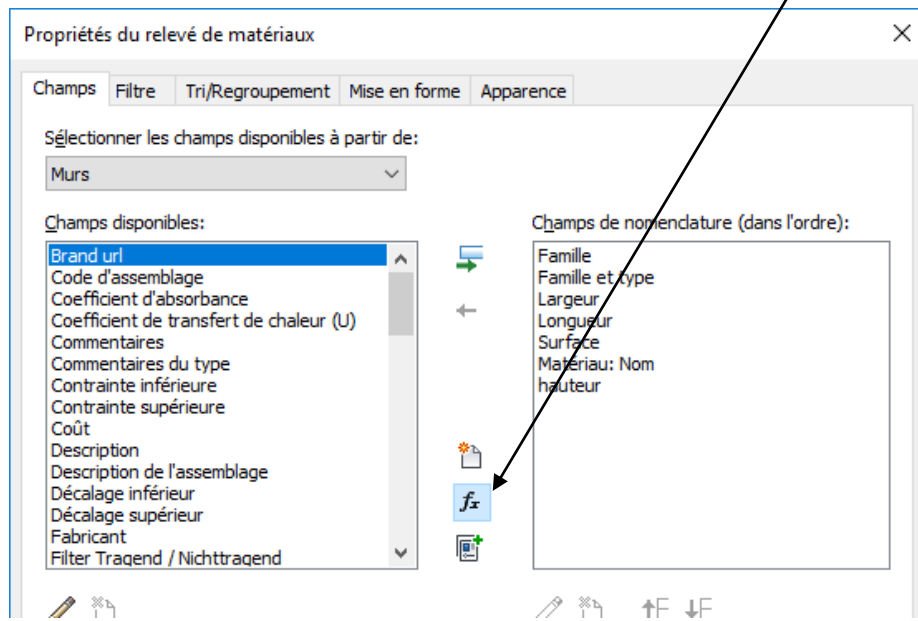 Propriétés du relevé de matériaux
Champs Filtre Tri/Regroupement Mise en forme Apparence
Sélectionner les champs disponibles à partir de:
Murs
Champs disponibles:
Brand url
Code d'assemblage
Coefficient d'absorbance
Coefficient de transfert de chaleur (U)
Commentaires
Commentaires du type
Contrainte inférieure
Contrainte supérieure
Coût
Description
Description de l'assemblage
Décalage inférieur
Décalage supérieur
Fabricant
Filter Tragend / Nichttragend
fx
Champs de nomenclature (dans l'ordre):
Famille
Famille et type
Largeur
Longueur
Surface
Matériau: Nom
hauteur